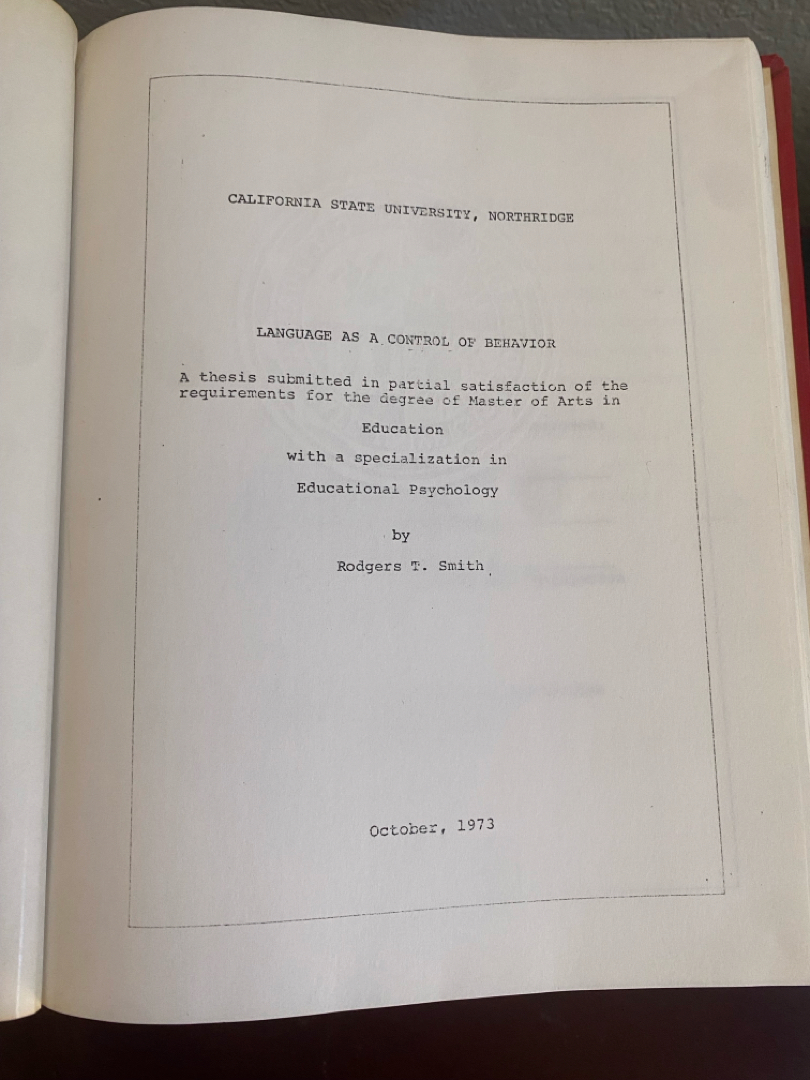 CALIFORNIA STATE UNIVERSITY, NORTHRIDGE
LANGUAGE AS A CONTROL OF BEHAVIOR
A thesis submitted in partial satisfaction of the
requirements for the degree of Master of Arts in
Education
with a specialization in
Educational Psychology
by
Rodgers T. Smith
October, 1973